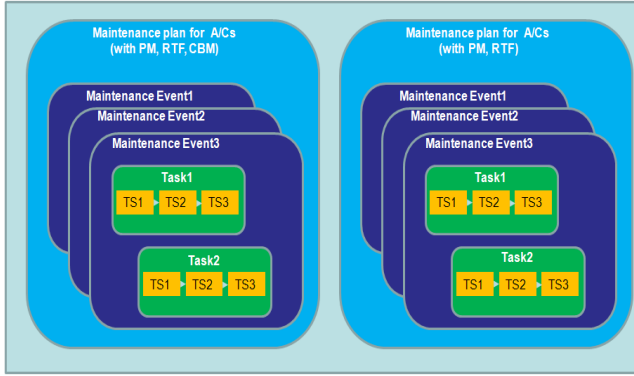 Maintenance plan for A/Cs
(with PM, RTF, CBM)
Maintenance Event1
Maintenance Event2
Maintenance Event3
Task1
TS1 TS2 TS3
Task2
TS1 TS2 TS3
Maintenance plan for A/Cs
(with PM, RTF)
Maintenance Event1
Maintenance Event2
Maintenance Event3
Task1
TS1 TS2 TS3
Task2
TS1 TS2 TS3